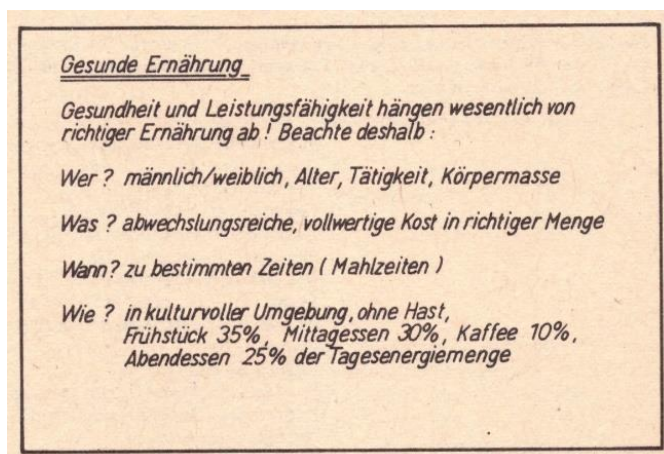 Gesunde Ernährung
Gesundheit und Leistungsfähigkeit hängen wesentlich von
richtiger Ernährung ab! Beachte deshalb:
Wer? männlich/weiblich, Alter, Tätigkeit, Körpermasse
Was? abwechslungsreiche, vollwertige Kost in richtiger Menge
Wann? zu bestimmten Zeiten (Mahlzeiten)
Wie? in kulturvoller Umgebung, ohne Hast,
Frühstück 35%, Mittagessen 30%, Kaffee 10%,
Abendessen 25% der Tagesenergiemenge